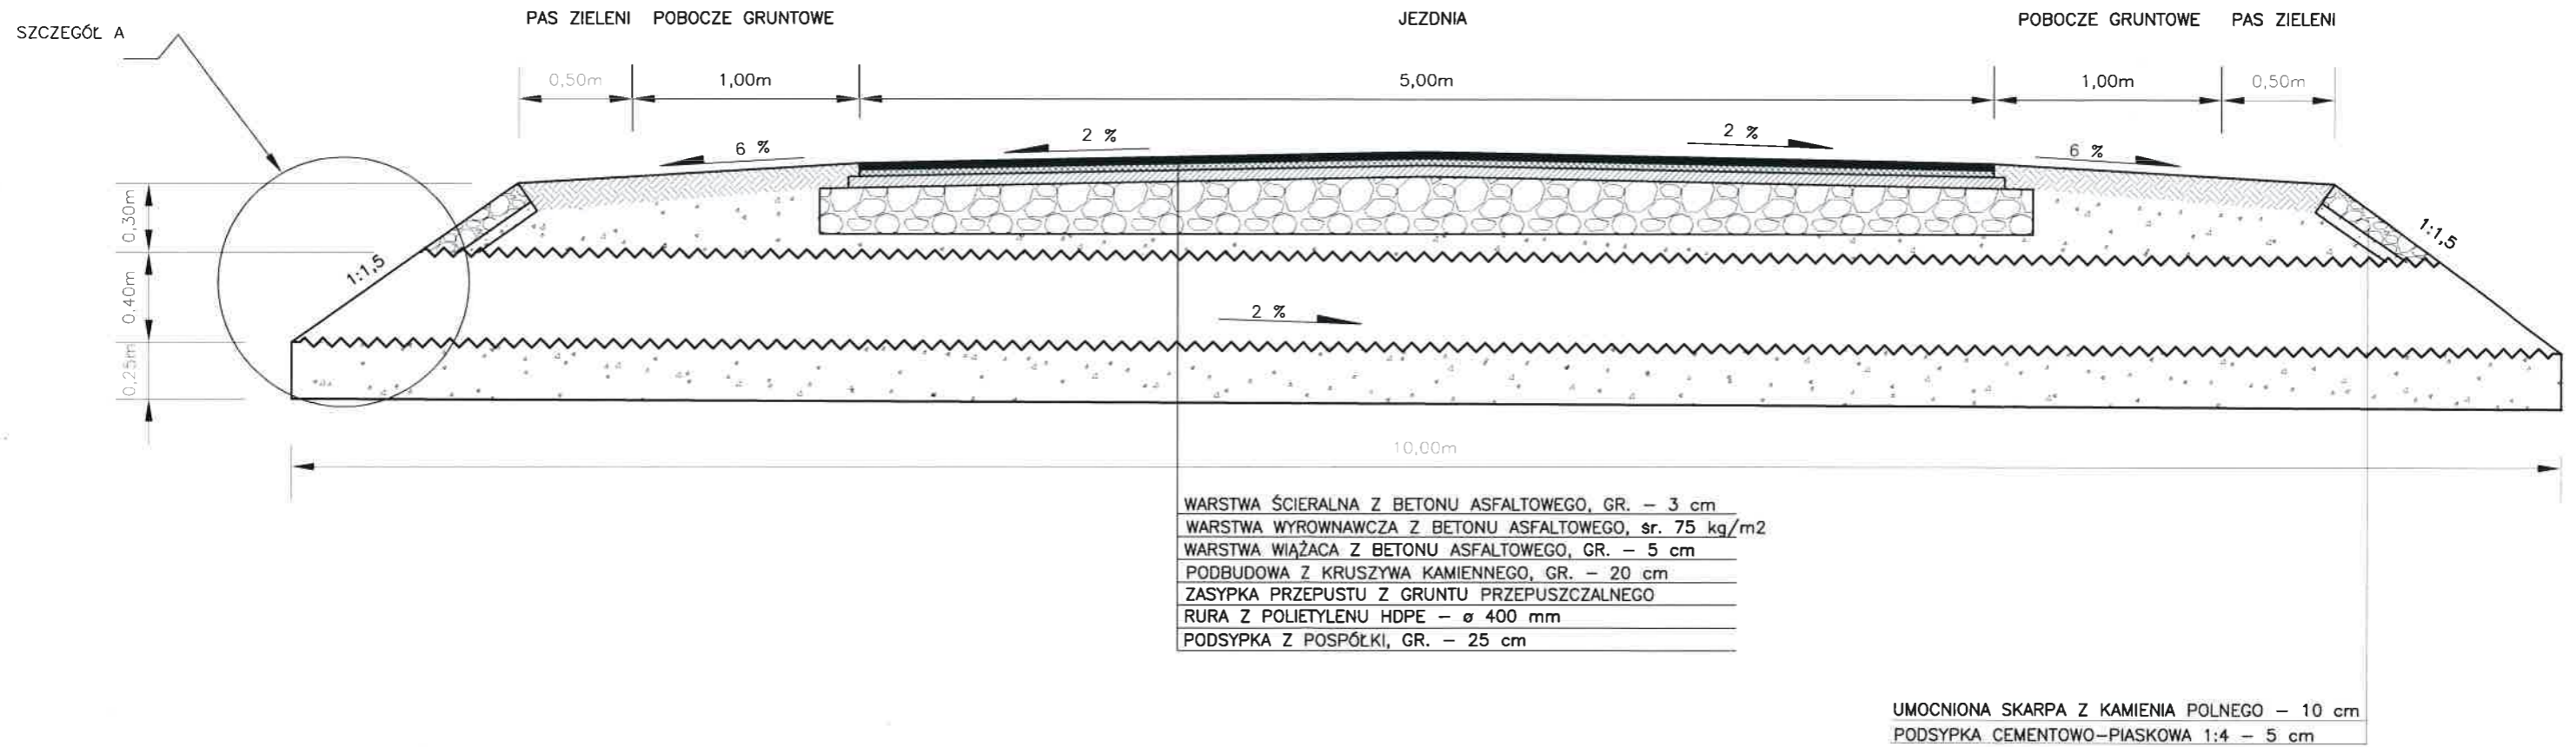 PAS ZIELENI POBOCZE GRUNTOWE JEZDNIA POBOCZE GRUNTOWE PAS ZIELENI
SZCZEGÓŁ A
0,50m 1,00m 5,00m 1,00m 0,50m
6 % 2 % 2 % 6 %
0,30m
1:1,5 1:1,5
0,40m
2 %
0,25m
10,00m
WARSTWA ŚCIERALNA Z BETONU ASFALTOWEGO, GR. – 3 cm
WARSTWA WYROWNAWCZA Z BETONU ASFALTOWEGO, śr. 75 kg/m2
WARSTWA WIĄŻACA Z BETONU ASFALTOWEGO, GR. – 5 cm
PODBUDOWA Z KRUSZYWA KAMIENNEGO, GR. – 20 cm
ZASYPKA PRZEPUSTU Z GRUNTU PRZEPUSZCZALNEGO
RURA Z POLIETYLENU HDPE – ø 400 mm
PODSYPKA Z POSPÓŁKI, GR. – 25 cm
UMOCNIONA SKARPA Z KAMIENIA POLNEGO – 10 cm
PODSYPKA CEMENTOWO–PIASKOWA 1:4 – 5 cm